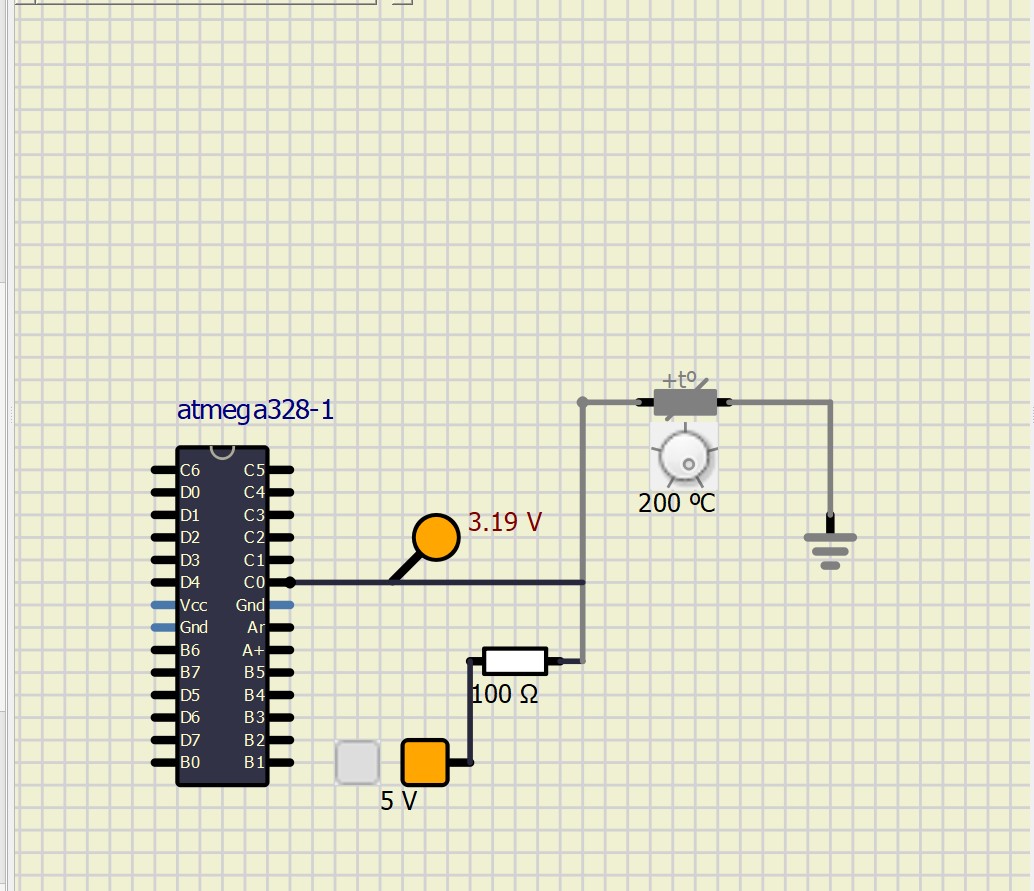 +tº
200 ºC
atmega328-1
C6 C5
D0 C4
D1 C3
D2 C2
D3 C1
D4 C0
Vcc Gnd
Gnd Ar
B6 A+
B7 B5
D5 B4
D6 B3
D7 B2
B0 B1
3.19 V
100 Ω
5 V